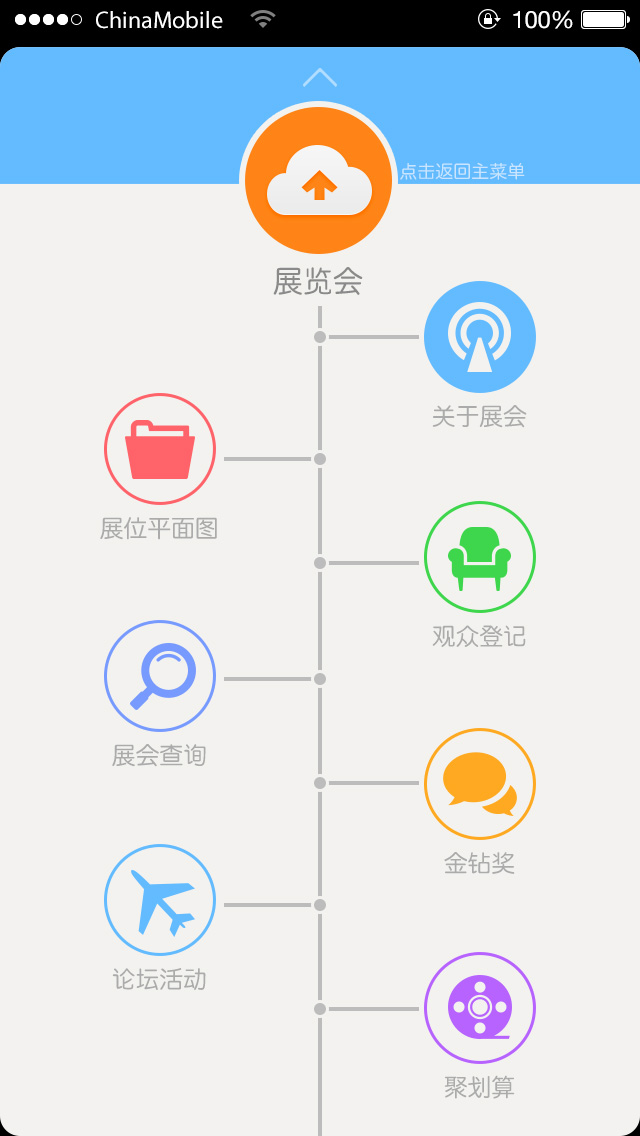 ChinaMobile 100%
点击返回主菜单
展览会
关于展会
展位平面图
观众登记
展会查询
金钻奖
论坛活动
聚划算